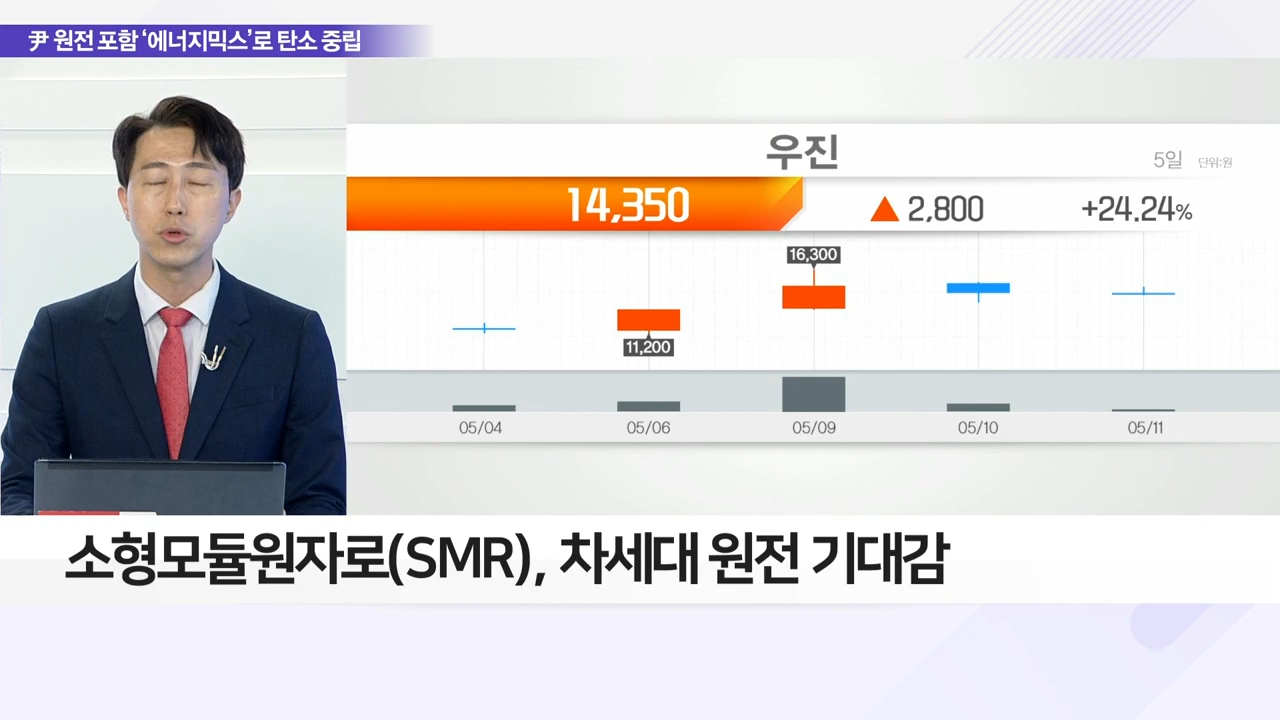 尹 원전 포함 ‘에너지믹스’로 탄소 중립
우진
5일 단위:원
14,350 ▲ 2,800 +24.24%
16,300
11,200
05/04 05/06 05/09 05/10 05/11
소형모듈원자로(SMR), 차세대 원전 기대감